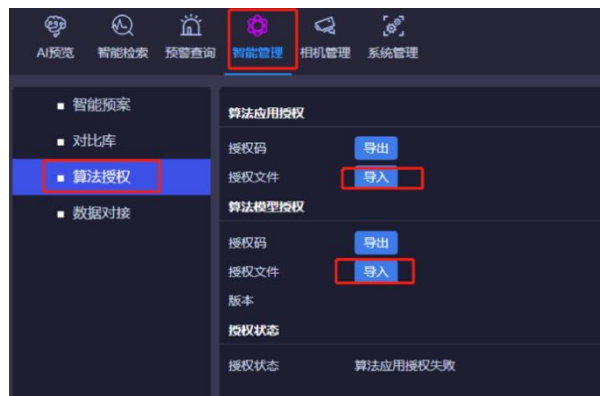 AI预览 智能检索 预警查询 智能管理 相机管理 系统管理
智能预案
对比库
算法授权
数据对接
算法应用授权
授权码 导出
授权文件 导入
算法模型授权
授权码 导出
授权文件 导入
版本
授权状态
授权状态 算法应用授权失败